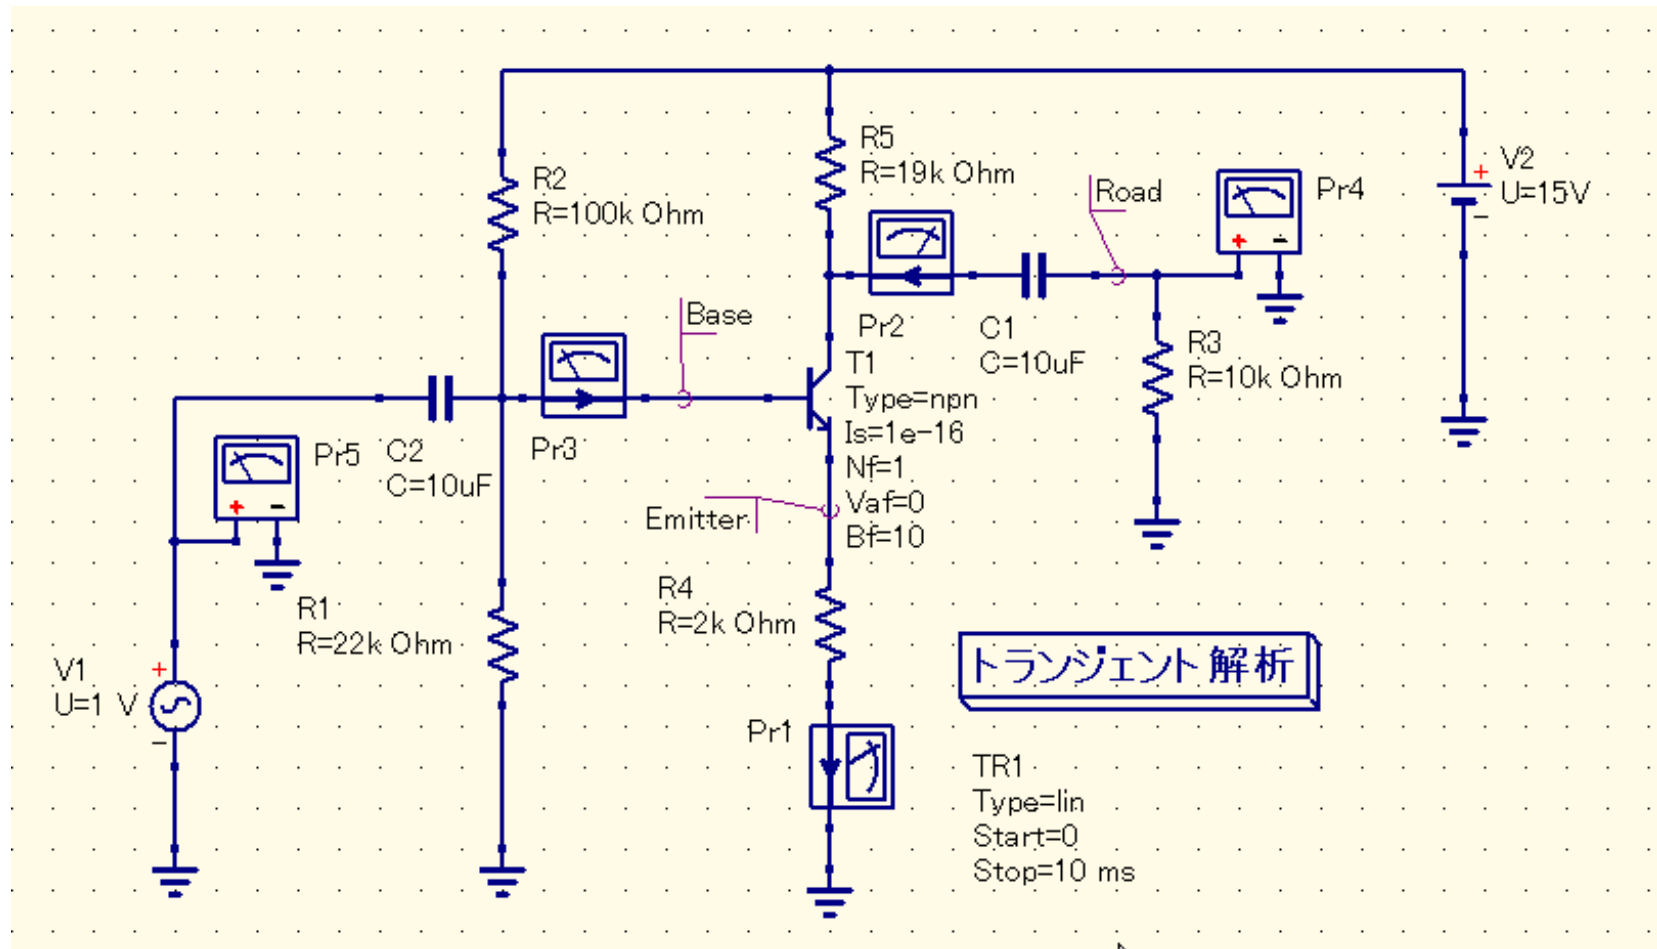 R5
R=19k Ohm
R2
R=100k Ohm
Road
Pr4
V2
U=15V
Base
Pr2
C1
C=10uF
R3
R=10k Ohm
T1
Type=npn
Is=1e-16
Nf=1
Vaf=0
Bf=10
Pr5
C2
C=10uF
Pr3
Emitter
R1
R=22k Ohm
R4
R=2k Ohm
V1
U=1 V
トランジェント解析
Pr1
TR1
Type=lin
Start=0
Stop=10 ms